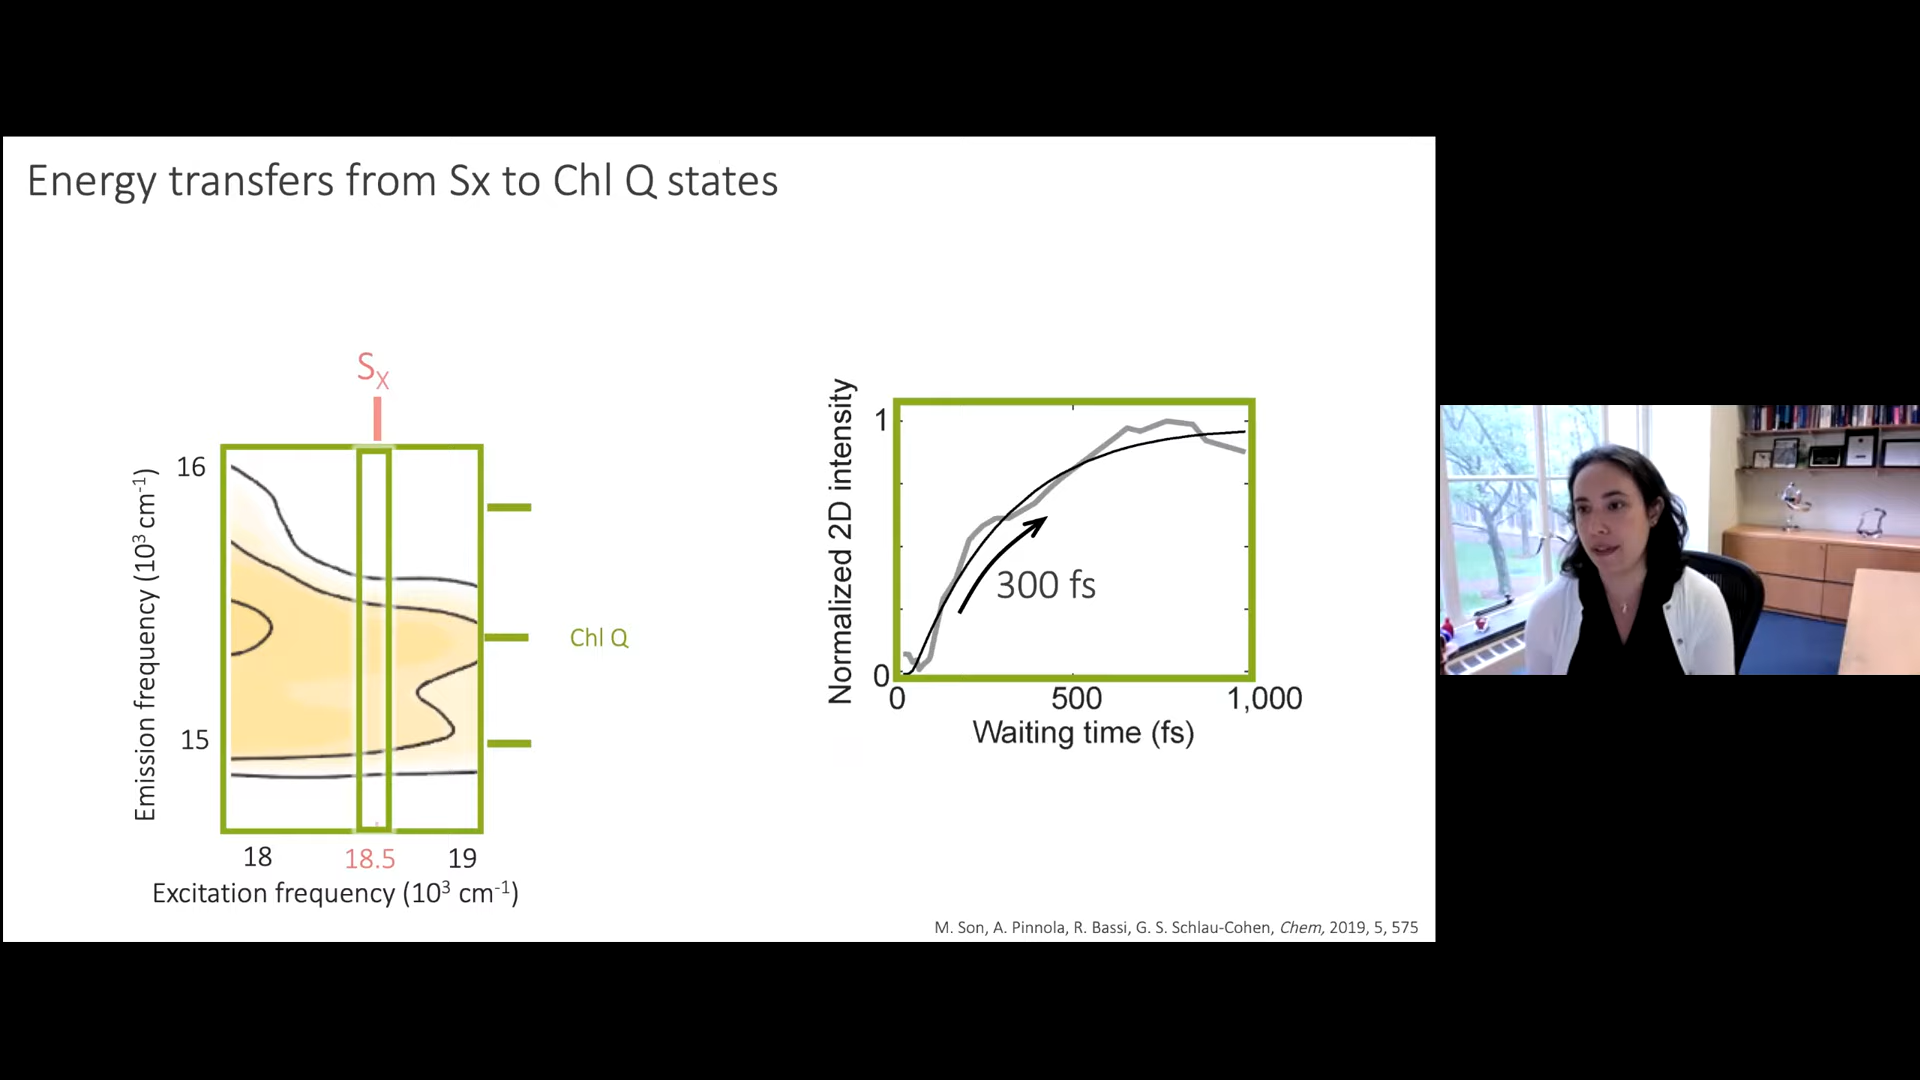 Energy transfers from Sx to Chl Q states
SX
16
15
Emission frequency (10³ cm⁻¹)
Chl Q
18 18.5 19
Excitation frequency (10³ cm⁻¹)
1
0
Normalized 2D intensity
300 fs
0 500 1,000
Waiting time (fs)
M. Son, A. Pinnola, R. Bassi, G. S. Schlau-Cohen, Chem, 2019, 5, 575